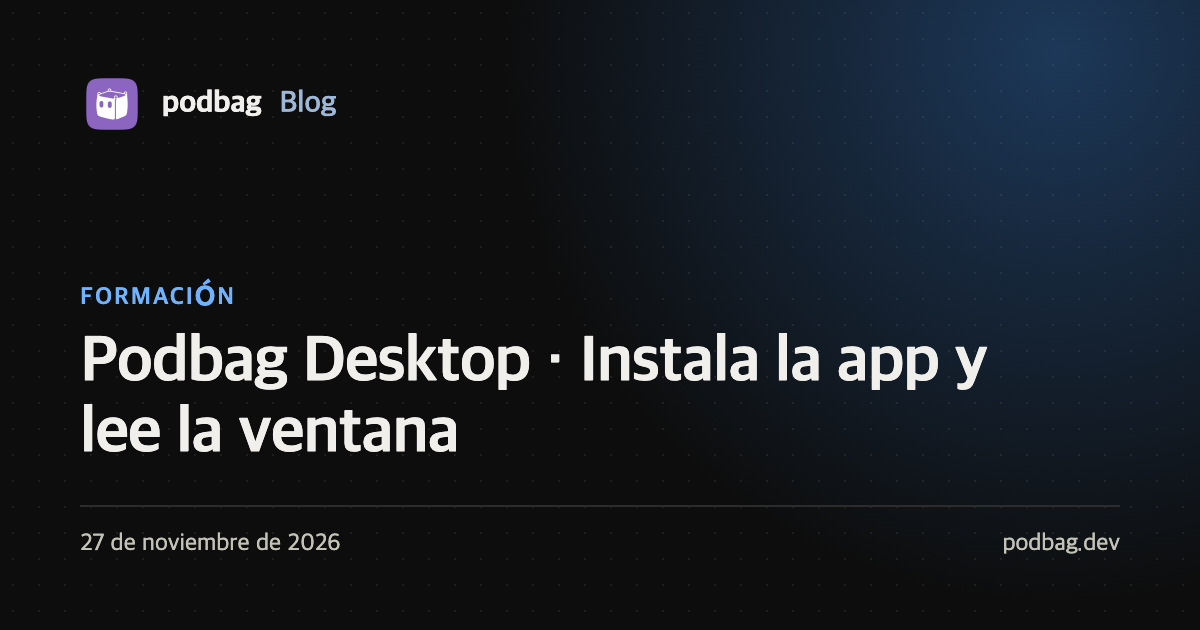 podbag Blog
FORMACIÓN
Podbag Desktop · Instala la app y
lee la ventana
27 de noviembre de 2026
podbag.dev